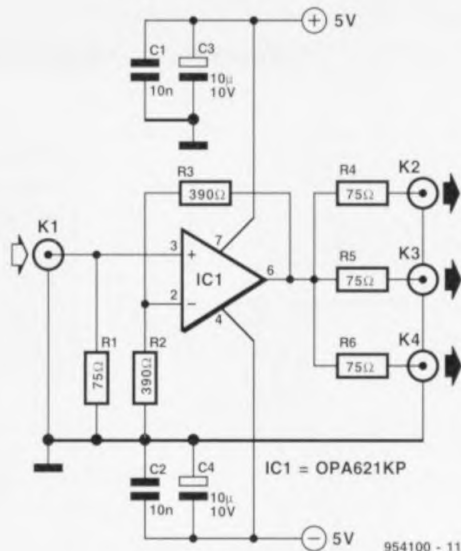 + 5V
C1
C3
10n
10µ
10V
R3
390Ω
K1
3
+
7
IC1
6
2
−
4
R4
75Ω
K2
R5
75Ω
K3
R6
75Ω
K4
R1
75Ω
R2
390Ω
IC1 = OPA621KP
C2
C4
10n
10µ
10V
− 5V
954100 - 11